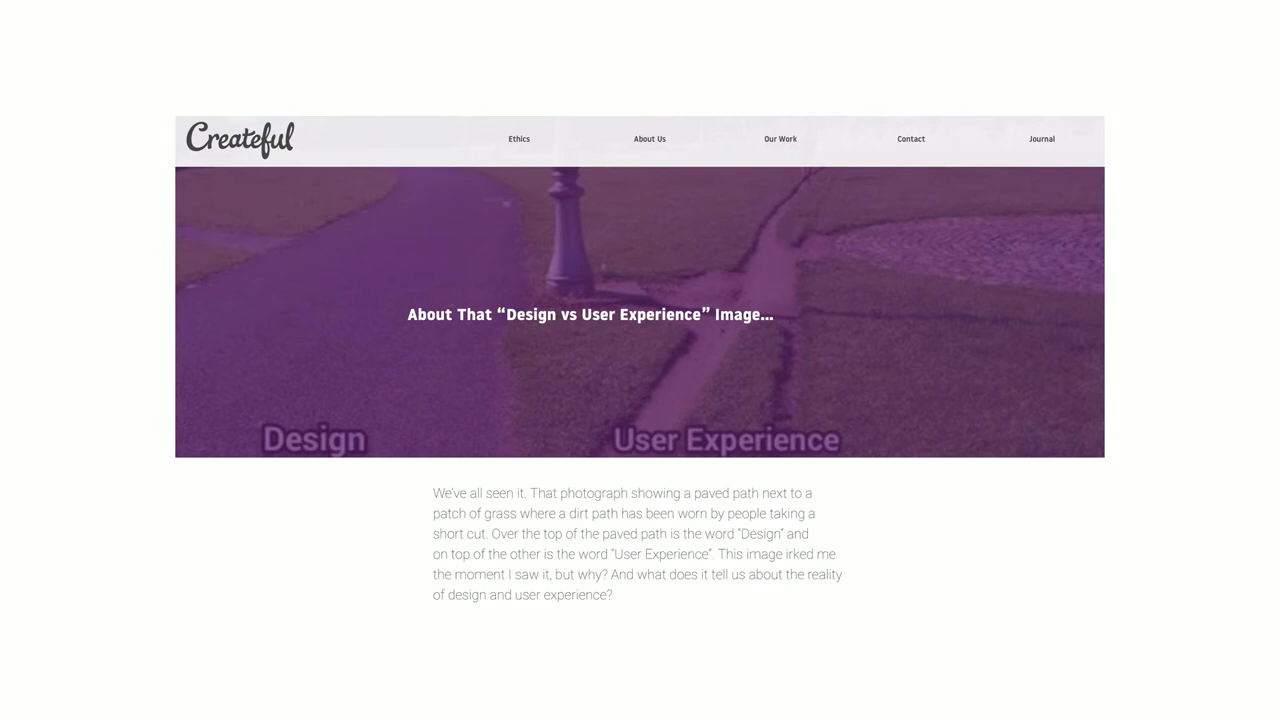 Createful
Ethics
About Us
Our Work
Contact
Journal
About That “Design vs User Experience” Image...
Design
User Experience
We've all seen it. That photograph showing a paved path next to a
patch of grass where a dirt path has been worn by people taking a
short cut. Over the top of the paved path is the word “Design” and
on top of the other is the word “User Experience”. This image irked me
the moment I saw it, but why? And what does it tell us about the reality
of design and user experience?